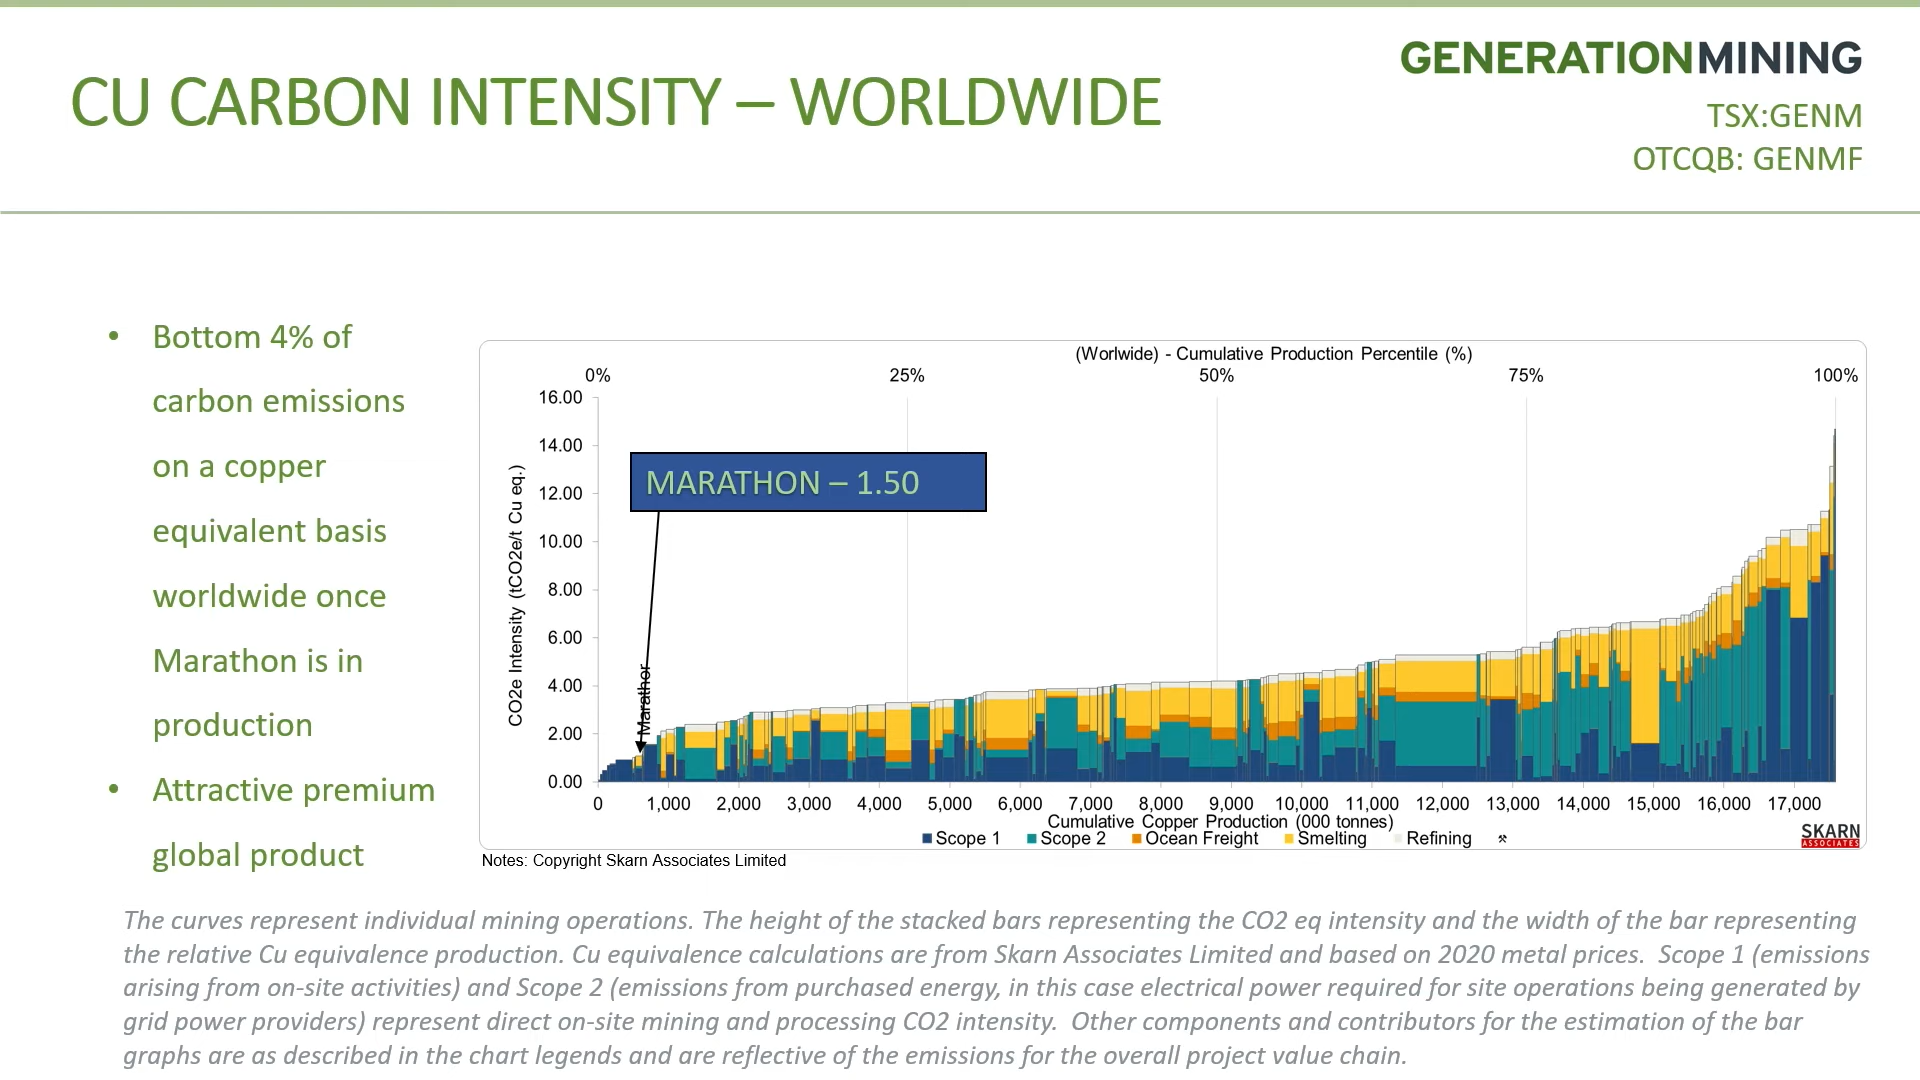 CU CARBON INTENSITY – WORLDWIDE
GENERATIONMINING
TSX:GENM
OTCQB: GENMF
• Bottom 4% of
carbon emissions
on a copper
equivalent basis
worldwide once
Marathon is in
production
• Attractive premium
global product
(Worlwide) - Cumulative Production Percentile (%)
0% 25% 50% 75% 100%
16.00
14.00
12.00
10.00
8.00
6.00
4.00
2.00
0.00
CO2e Intensity (tCO2e/t Cu eq.)
MARATHON – 1.50
Marather
0 1,000 2,000 3,000 4,000 5,000 6,000 7,000 8,000 9,000 10,000 11,000 12,000 13,000 14,000 15,000 16,000 17,000
Cumulative Copper Production (000 tonnes)
Scope 1 Scope 2 Ocean Freight Smelting Refining
SKARN
ASSOCIATES
Notes: Copyright Skarn Associates Limited
The curves represent individual mining operations. The height of the stacked bars representing the CO2 eq intensity and the width of the bar representing
the relative Cu equivalence production. Cu equivalence calculations are from Skarn Associates Limited and based on 2020 metal prices.  Scope 1 (emissions
arising from on-site activities) and Scope 2 (emissions from purchased energy, in this case electrical power required for site operations being generated by
grid power providers) represent direct on-site mining and processing CO2 intensity.  Other components and contributors for the estimation of the bar
graphs are as described in the chart legends and are reflective of the emissions for the overall project value chain.